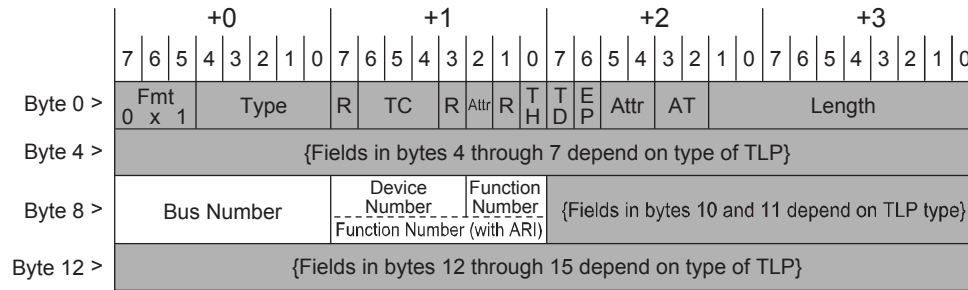 +0 +1 +2 +3
7 6 5 4 3 2 1 0 7 6 5 4 3 2 1 0 7 6 5 4 3 2 1 0 7 6 5 4 3 2 1 0
Byte 0 > Fmt 0 x 1 Type R TC R Attr R TH TD EP Attr AT Length
Byte 4 > {Fields in bytes 4 through 7 depend on type of TLP}
Byte 8 > Bus Number Device Number Function Number {Fields in bytes 10 and 11 depend on TLP type}
Function Number (with ARI)
Byte 12 > {Fields in bytes 12 through 15 depend on type of TLP}